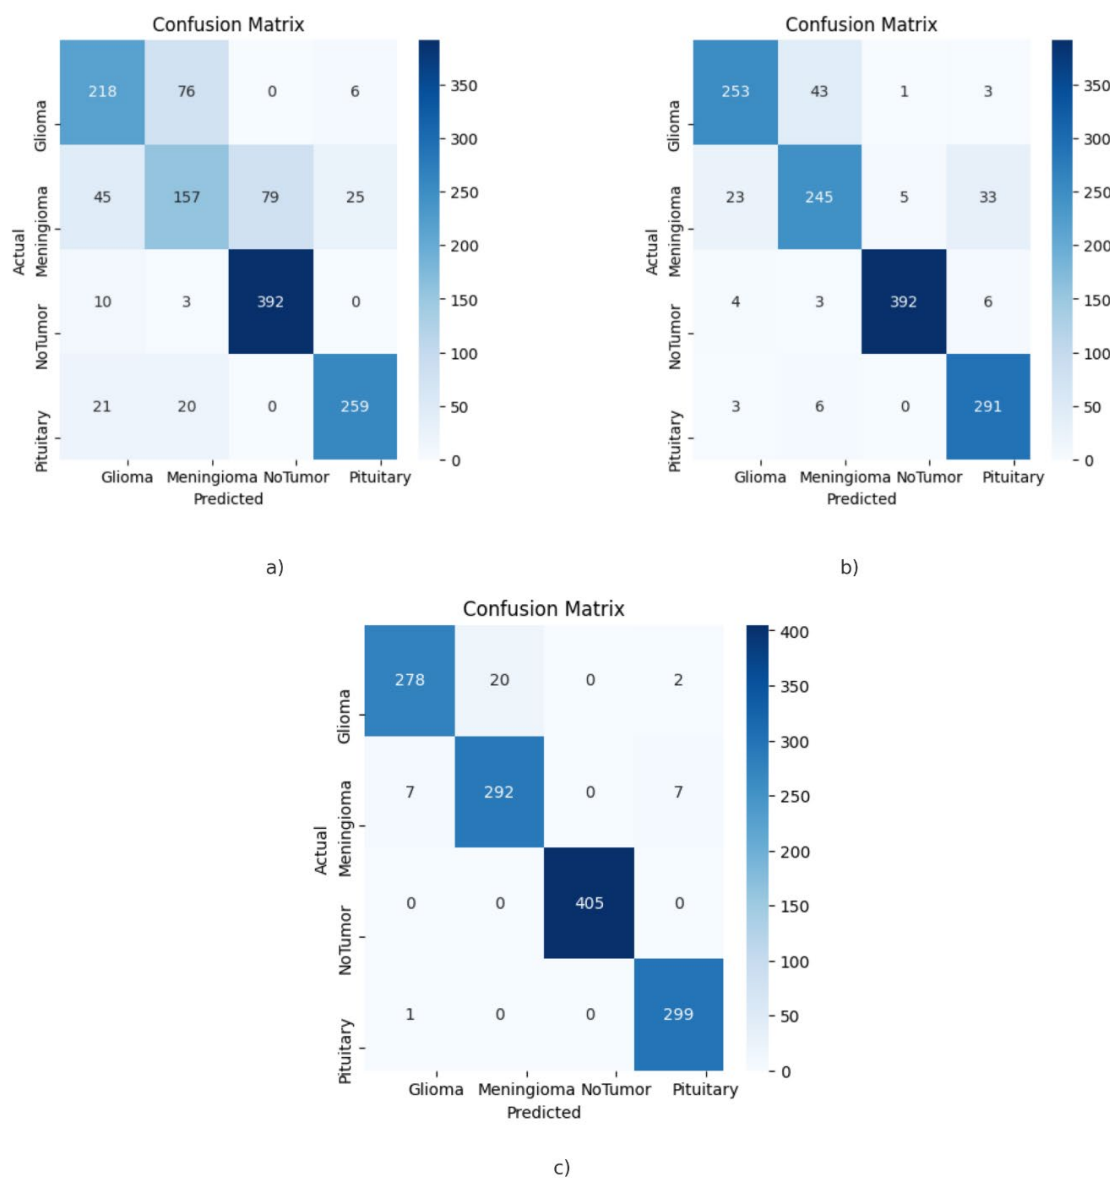 Confusion Matrix
218 76 0 6
45 157 79 25
10 3 392 0
21 20 0 259
Glioma
Meningioma
NoTumor
Pituitary
Actual
Glioma Meningioma NoTumor Pituitary
Predicted
350
300
250
200
150
100
50
0
a)
Confusion Matrix
253 43 1 3
23 245 5 33
4 3 392 6
3 6 0 291
Glioma
Meningioma
NoTumor
Pituitary
Actual
Glioma Meningioma NoTumor Pituitary
Predicted
350
300
250
200
150
100
50
0
b)
Confusion Matrix
278 20 0 2
7 292 0 7
0 0 405 0
1 0 0 299
Glioma
Meningioma
NoTumor
Pituitary
Actual
Glioma Meningioma NoTumor Pituitary
Predicted
400
350
300
250
200
150
100
50
0
c)